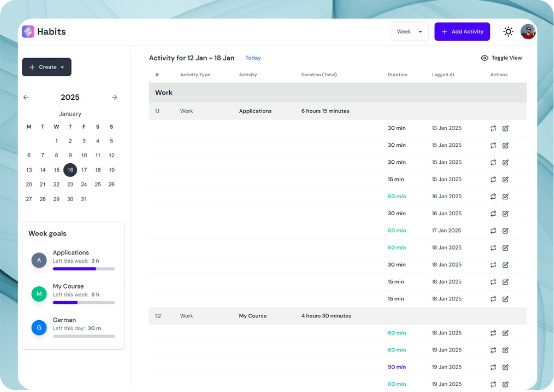 Habits
Week
+ Add Activity
+ Create
2025
January
M T W T F S S
1 2 3 4 5
6 7 8 9 10 11 12
13 14 15 16 17 18 19
20 21 22 23 24 25 26
27 28 29 30 31
Week goals
A
Applications
Left this week: 3 h
M
My Course
Left this week: 8 h
G
German
Left this day: 30 m
Activity for 12 Jan - 18 Jan Today
Toggle View
# Activity Type Activity Duration (Total) Duration Logged At Actions
Work
1.1 Work Applications 6 hours 15 minutes
30 min 13 Jan 2025
30 min 15 Jan 2025
30 min 15 Jan 2025
15 min 15 Jan 2025
60 min 16 Jan 2025
30 min 16 Jan 2025
60 min 17 Jan 2025
60 min 18 Jan 2025
30 min 18 Jan 2025
15 min 18 Jan 2025
15 min 18 Jan 2025
1.2 Work My Course 4 hours 30 minutes
60 min 18 Jan 2025
60 min 19 Jan 2025
90 min 19 Jan 2025
60 min 19 Jan 2025